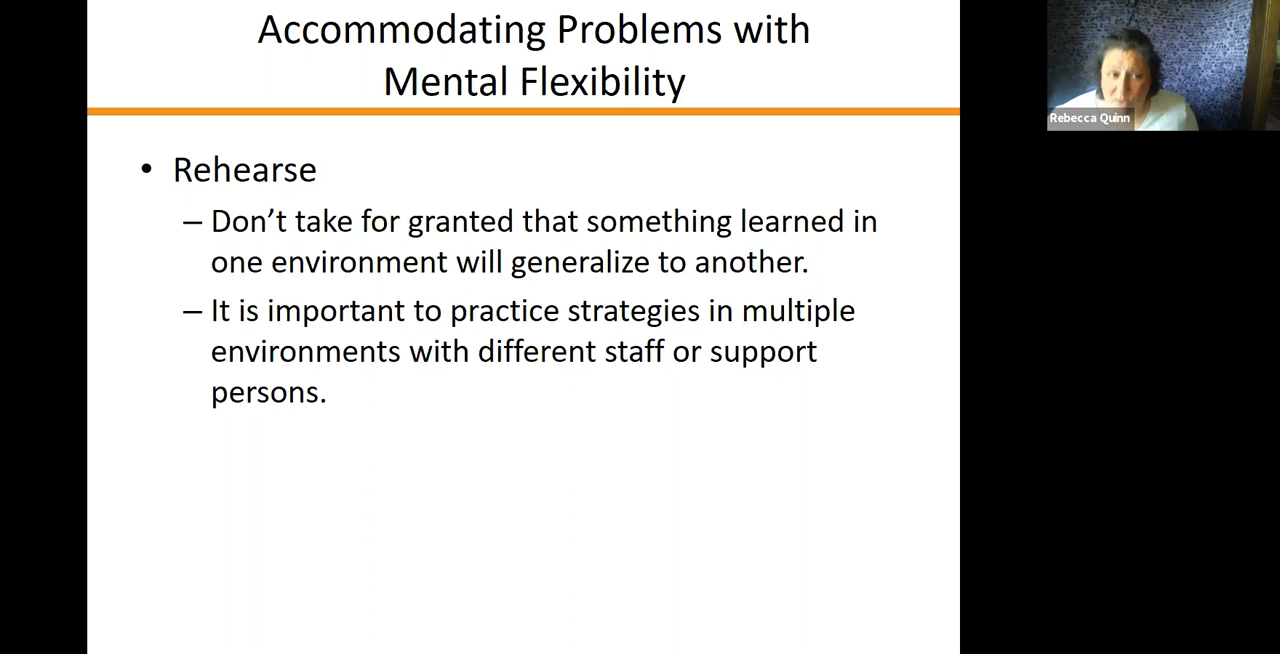 Accommodating Problems with
Mental Flexibility
• Rehearse
– Don’t take for granted that something learned in
one environment will generalize to another.
– It is important to practice strategies in multiple
environments with different staff or support
persons.
Rebecca Quinn